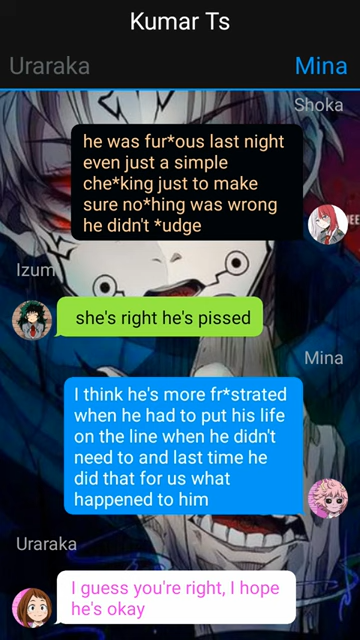 Kumar Ts
Uraraka
Mina
Shoka
he was fur*ous last night
even just a simple
che*king just to make
sure no*hing was wrong
he didn't *udge
Izum
she's right he's pissed
Mina
I think he's more fr*strated
when he had to put his life
on the line when he didn't
need to and last time he
did that for us what
happened to him
Uraraka
I guess you're right, I hope
he's okay